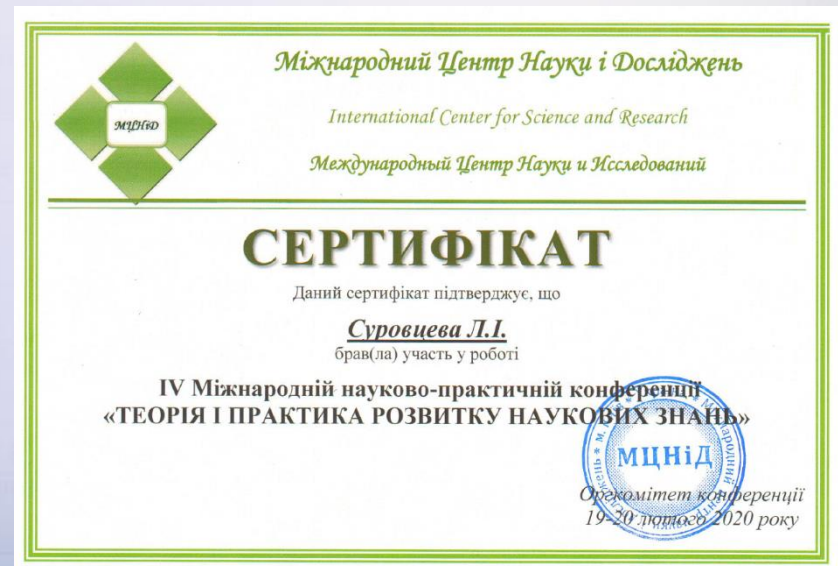 Міжнародний Центр Науки і Досліджень
МЦНіД
International Center for Science and Research
Международный Центр Науки и Исследований
СЕРТИФІКАТ
Даний сертифікат підтверджує, що
Суровцева Л.І.
брав(ла) участь у роботі
IV Міжнародній науково-практичній конференції
«ТЕОРІЯ І ПРАКТИКА РОЗВИТКУ НАУКОВИХ ЗНАНЬ»
МЦНіД
Оргкомітет конференції
19-20 лютого 2020 року